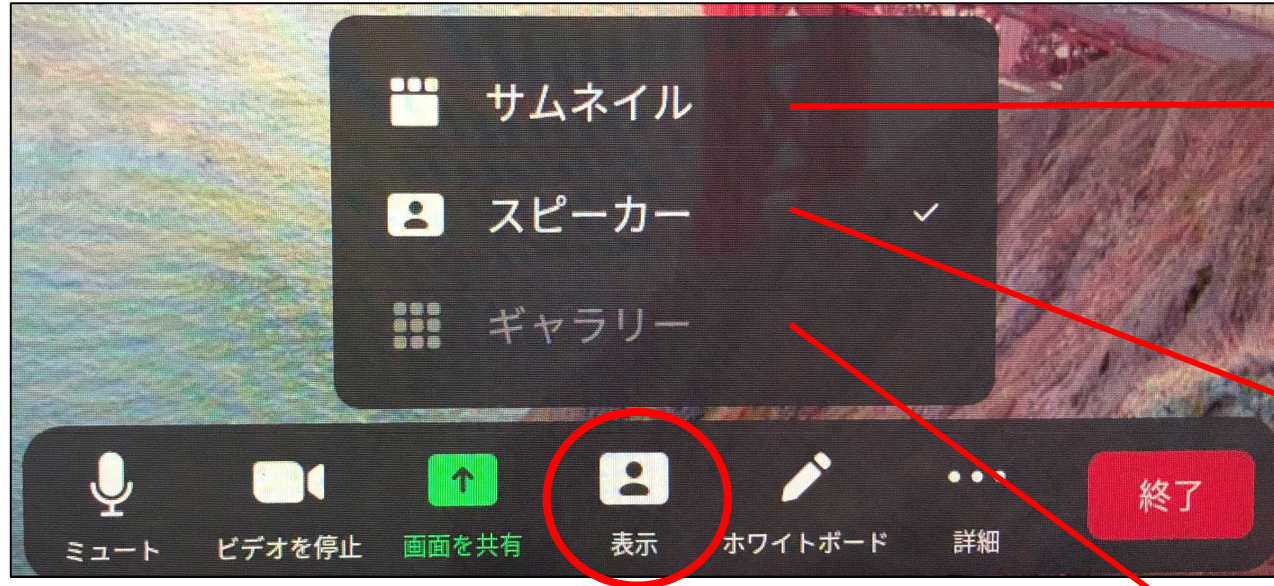 サムネイル
スピーカー
ギャラリー
ミュート
ビデオを停止
画面を共有
表示
ホワイトボード
詳細
終了